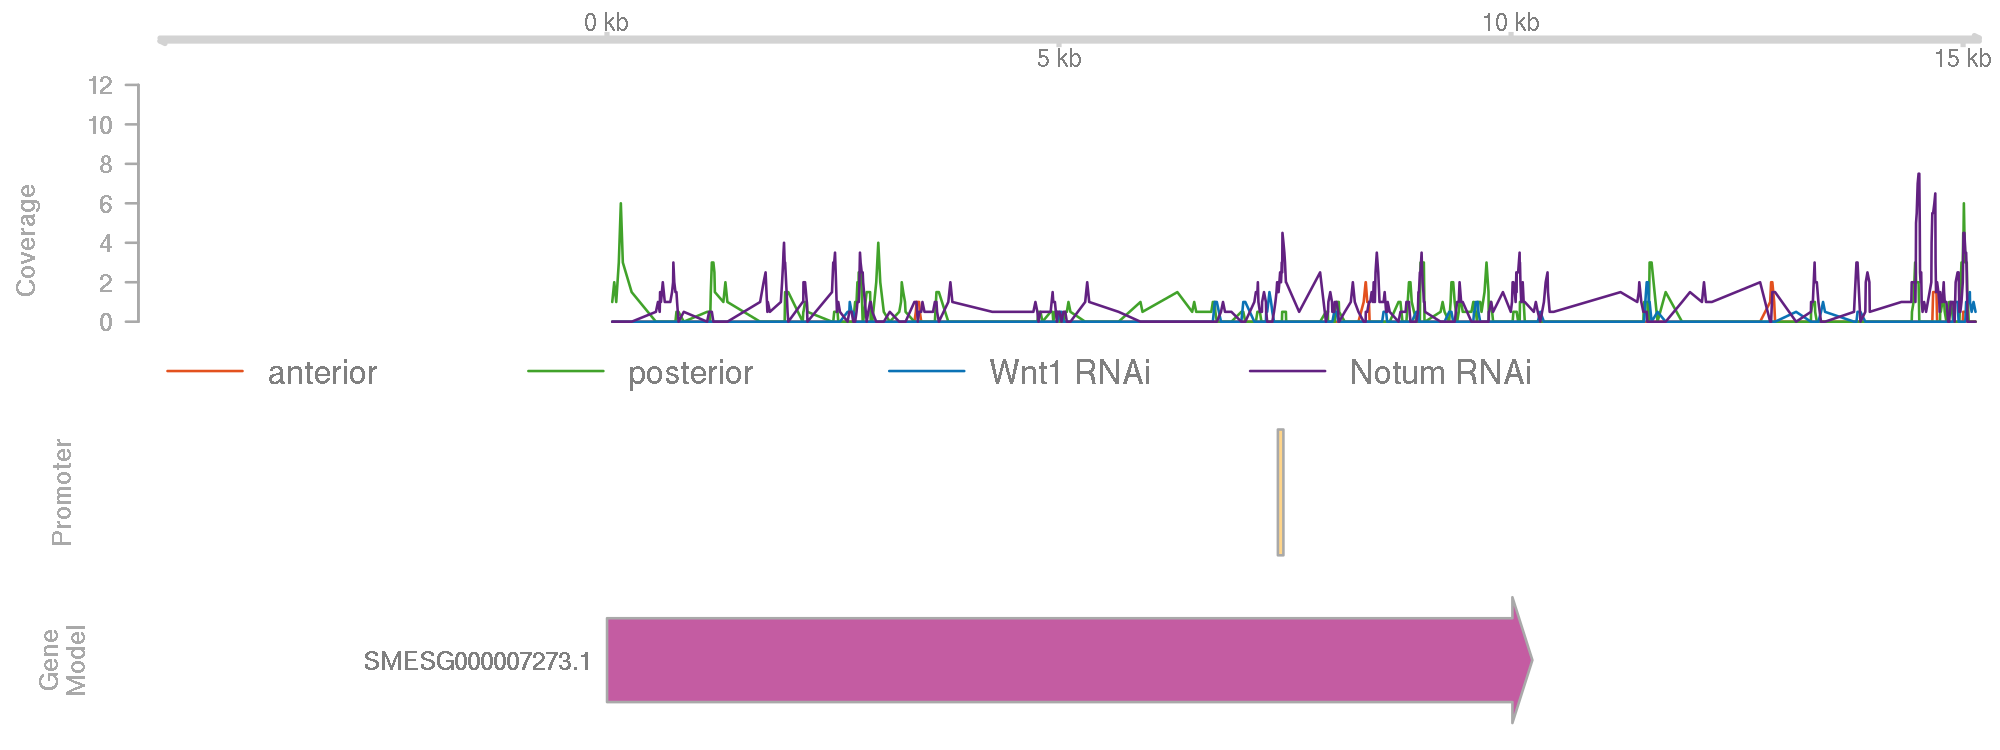 0 kb
10 kb
5 kb
15 kb
12
10
8
6
4
2
0
Coverage
anterior
posterior
Wnt1 RNAi
Notum RNAi
Promoter
Gene
Model
SMESG000007273.1